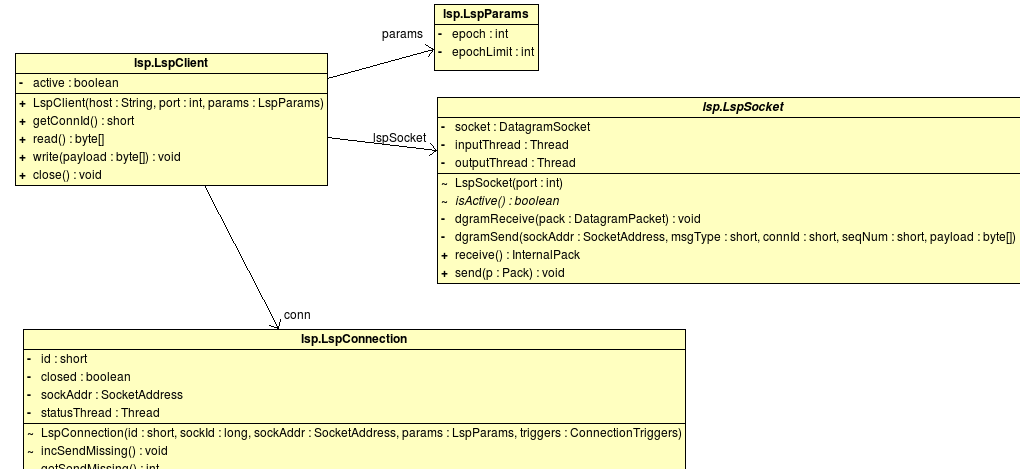 lsp.LspParams
- epoch : int
- epochLimit : int
params
lsp.LspClient
- active : boolean
+ LspClient(host : String, port : int, params : LspParams)
+ getConnId() : short
+ read() : byte[]
+ write(payload : byte[]) : void
+ close() : void
lspSocket
lsp.LspSocket
- socket : DatagramSocket
- inputThread : Thread
- outputThread : Thread
~ LspSocket(port : int)
~ isActive() : boolean
- dgramReceive(pack : DatagramPacket) : void
- dgramSend(sockAddr : SocketAddress, msgType : short, connId : short, seqNum : short, payload : byte[])
+ receive() : InternalPack
+ send(p : Pack) : void
conn
lsp.LspConnection
- id : short
- closed : boolean
- sockAddr : SocketAddress
- statusThread : Thread
~ LspConnection(id : short, sockId : long, sockAddr : SocketAddress, params : LspParams, triggers : ConnectionTriggers)
~ incSendMissing() : void
getSendMissing() : int